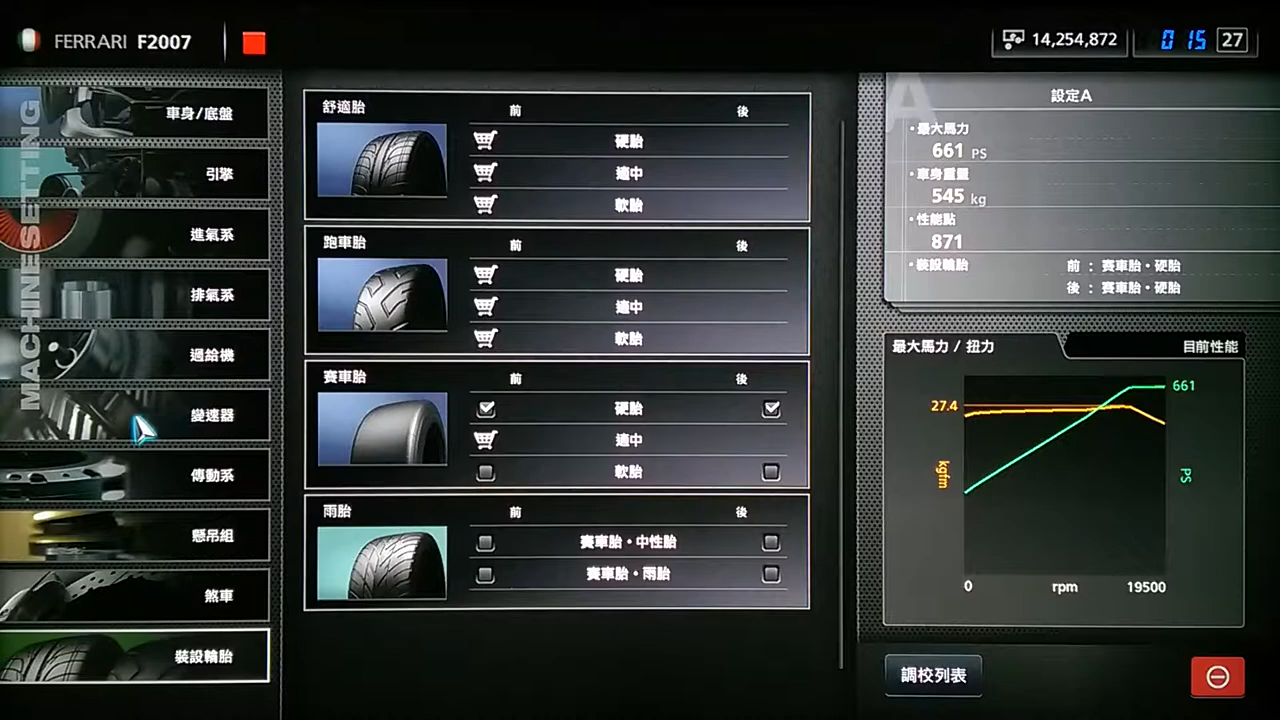 FERRARI F2007
14,254,872
015 27
MACHINE SETTING
車身/底盤
引擎
進氣系
排氣系
過給機
變速器
傳動系
懸吊組
煞車
裝設輪胎
舒適胎
前 後
硬胎
適中
軟胎
跑車胎
前 後
硬胎
適中
軟胎
賽車胎
前 後
硬胎
適中
軟胎
雨胎
前 後
賽車胎・中性胎
賽車胎・雨胎
A
設定A
・最大馬力
661 PS
・車身重量
545 kg
・性能點
871
・裝設輪胎 前 : 賽車胎・硬胎
後 : 賽車胎・硬胎
最大馬力 / 扭力
目前性能
27.4
661
kgfm
PS
0 rpm 19500
調校列表